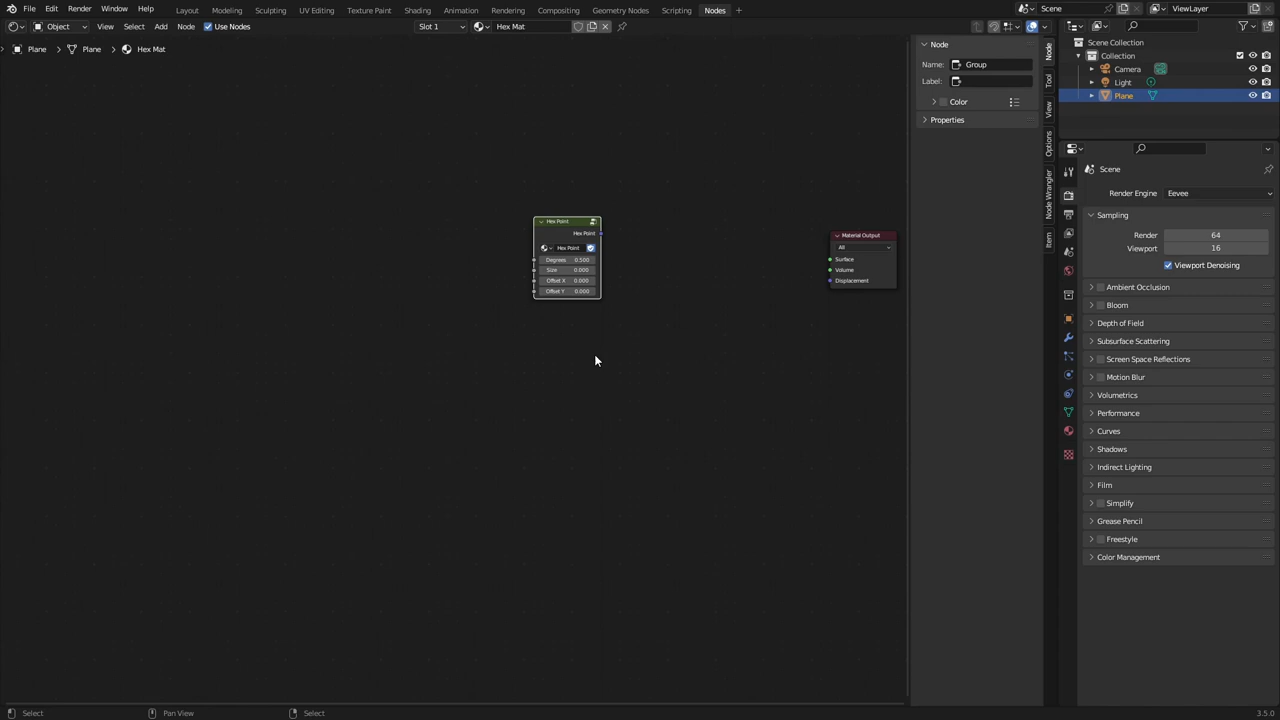 File Edit Render Window Help Layout Modeling Sculpting UV Editing Texture Paint Shading Animation Rendering Compositing Geometry Nodes Scripting Nodes + Scene ViewLayer
Object View Select Add Node Use Nodes Slot 1 Hex Mat
Plane > Plane > Hex Mat
Node
Name: Group
Label:
Color
Properties
Node
Tool
View
Options
Node Wrangler
Item
Hex Point
Hex Point
Hex Point
Degrees 0.500
Size 0.000
Offset X 0.000
Offset Y 0.000
Material Output
All
Surface
Volume
Displacement
Scene Collection
Collection
Camera
Light
Plane
Scene
Render Engine Eevee
Sampling
Render 64
Viewport 16
Viewport Denoising
Ambient Occlusion
Bloom
Depth of Field
Subsurface Scattering
Screen Space Reflections
Motion Blur
Volumetrics
Performance
Curves
Shadows
Indirect Lighting
Film
Simplify
Grease Pencil
Freestyle
Color Management
Select Pan View Select 3.5.0